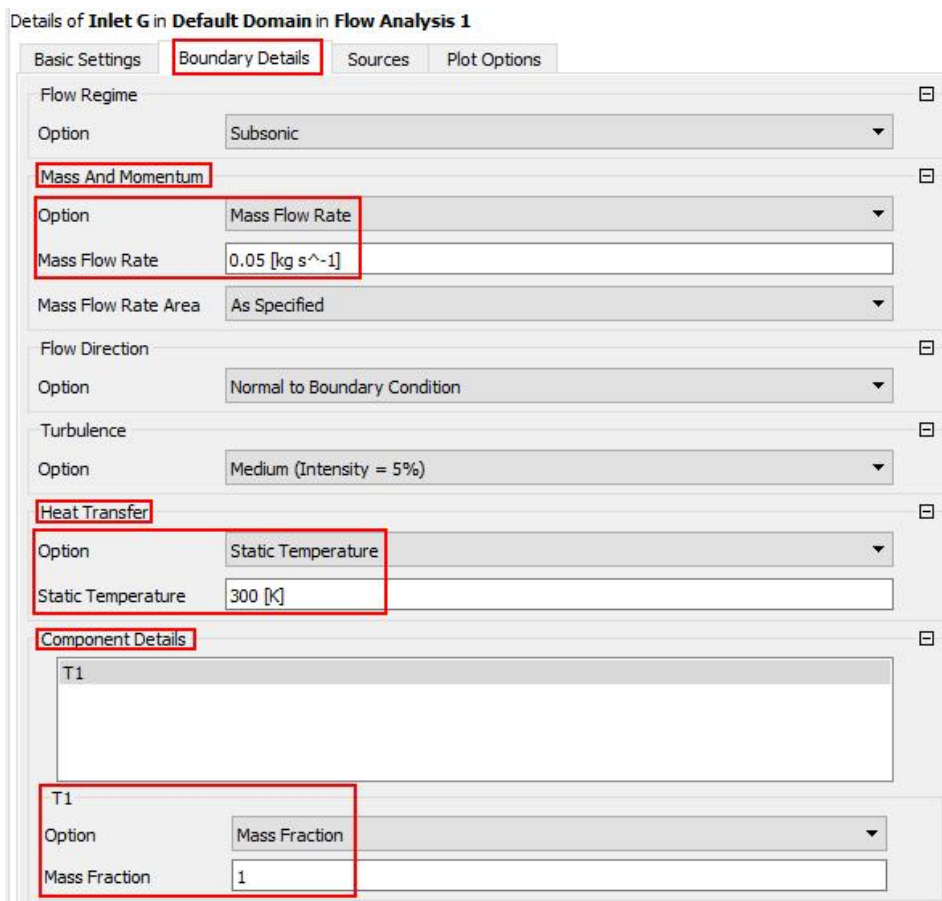 Details of Inlet G in Default Domain in Flow Analysis 1
Basic Settings Boundary Details Sources Plot Options
Flow Regime
Option Subsonic
Mass And Momentum
Option Mass Flow Rate
Mass Flow Rate 0.05 [kg s^-1]
Mass Flow Rate Area As Specified
Flow Direction
Option Normal to Boundary Condition
Turbulence
Option Medium (Intensity = 5%)
Heat Transfer
Option Static Temperature
Static Temperature 300 [K]
Component Details
T1
T1
Option Mass Fraction
Mass Fraction 1